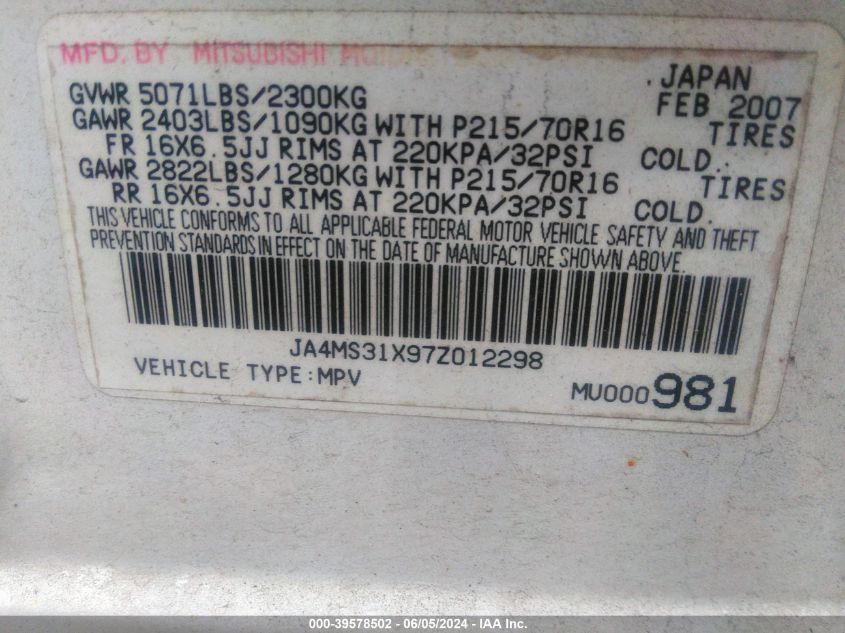 MFD. BY MITSUBISHI MOTORS
. JAPAN
GVWR 5071LBS/2300KG FEB 2007
GAWR 2403LBS/1090KG WITH P215/70R16 TIRES
FR 16X6.5JJ RIMS AT 220KPA/32PSI COLD.
GAWR 2822LBS/1280KG WITH P215/70R16 TIRES
RR 16X6.5JJ RIMS AT 220KPA/32PSI COLD.
THIS VEHICLE CONFORMS TO ALL APPLICABLE FEDERAL MOTOR VEHICLE SAFETY AND THEFT
PREVENTION STANDARDS IN EFFECT ON THE DATE OF MANUFACTURE SHOWN ABOVE.
JA4MS31X97Z012298
VEHICLE TYPE:MPV
MU000981
000-39578502 - 06/05/2024 - IAA Inc.